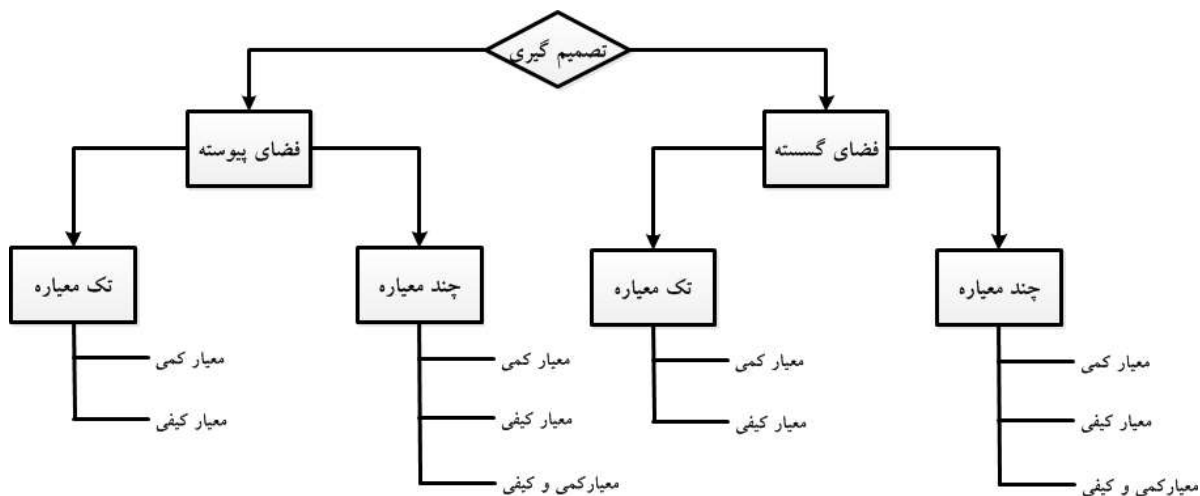 تصمیم گیری
فضای گسسته
فضای پیوسته
چند معیاره
تک معیاره
چند معیاره
تک معیاره
معیار کمی
معیار کمی
معیار کمی
معیار کمی
معیار کیفی
معیار کیفی
معیار کیفی
معیار کیفی
معیارکمی و کیفی
معیارکمی و کیفی